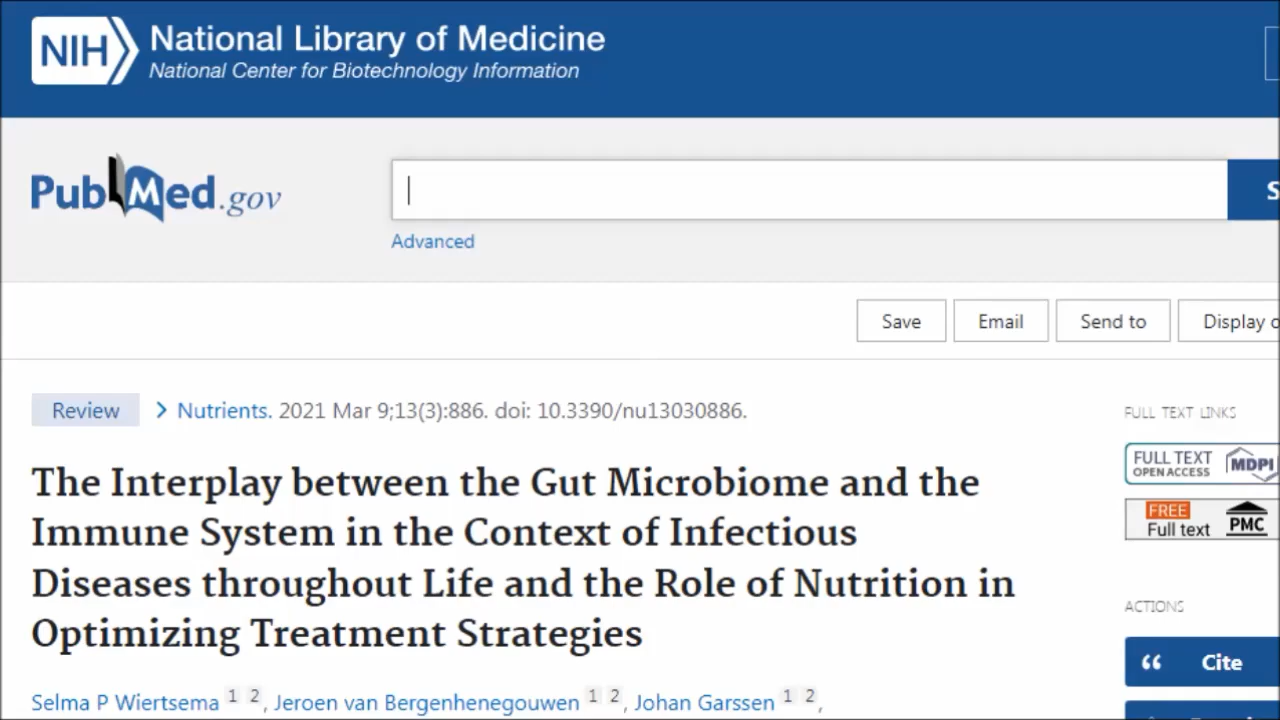 NIH National Library of Medicine
National Center for Biotechnology Information
PubMed.gov
Advanced
Save Email Send to Display
Review > Nutrients. 2021 Mar 9;13(3):886. doi: 10.3390/nu13030886.
FULL TEXT LINKS
FULL TEXT
OPEN ACCESS
MDPI
FREE
Full text
PMC
The Interplay between the Gut Microbiome and the
Immune System in the Context of Infectious
Diseases throughout Life and the Role of Nutrition in
Optimizing Treatment Strategies
ACTIONS
“ Cite
Selma P Wiertsema 1 2, Jeroen van Bergenhenegouwen 1 2, Johan Garssen 1 2,